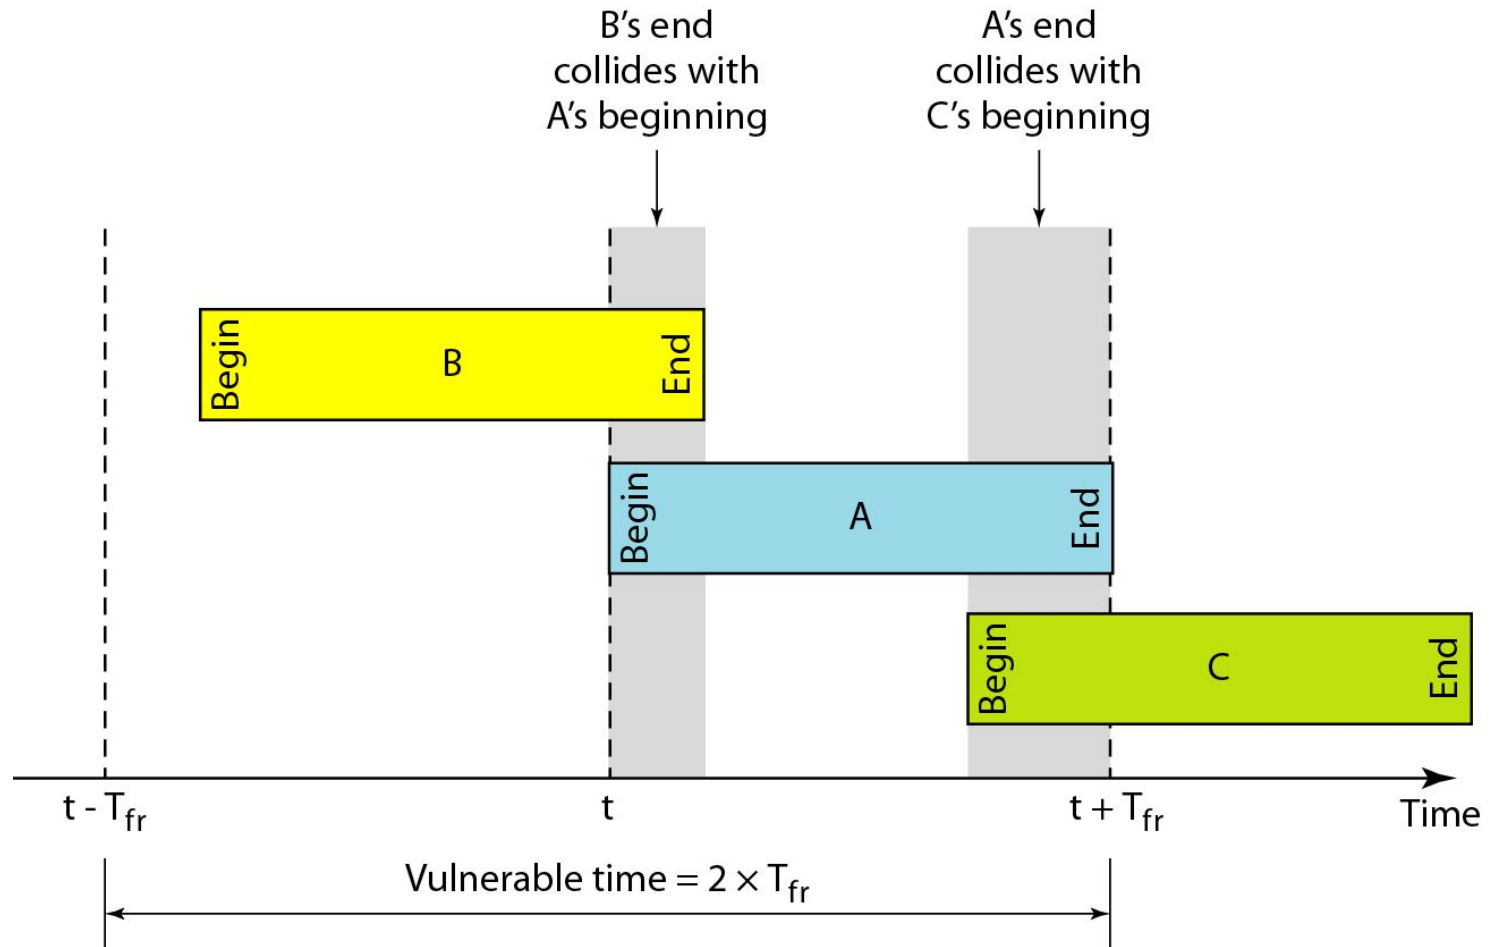 B's end
collides with
A's beginning
A's end
collides with
C's beginning
Begin
B
End
Begin
A
End
Begin
C
End
t - Tfr
t
t + Tfr
Time
Vulnerable time = 2 × Tfr